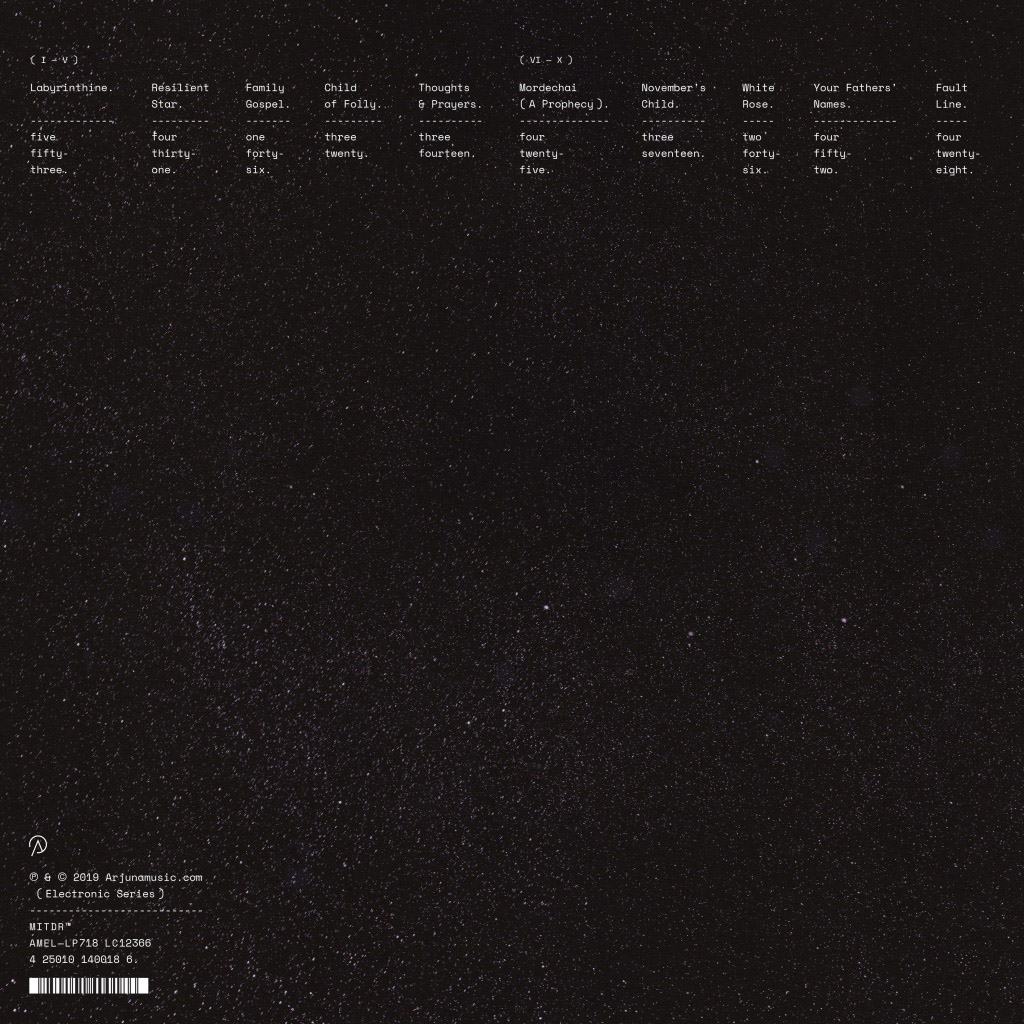 ( I – V )
Labyrinthine.
-------------
five
fifty-
three.
Resilient
Star.
---------
four
thirty-
one.
Family
Gospel.
-------
one
forty-
six.
Child
of Folly.
---------
three
twenty.
Thoughts
& Prayers.
----------
three
fourteen.
( VI – X )
Mordechai
( A Prophecy ).
--------------
four
twenty-
five.
November's
Child.
----------
three
seventeen.
White
Rose.
-----
two
forty-
six.
Your Fathers'
Names.
-------------
four
fifty-
two.
Fault
Line.
-----
four
twenty-
eight.
℗ & © 2019 Arjunamusic.com
( Electronic Series )
---------------------------
MITDR™
AMEL–LP718 LC12366
4 25010 140018 6.